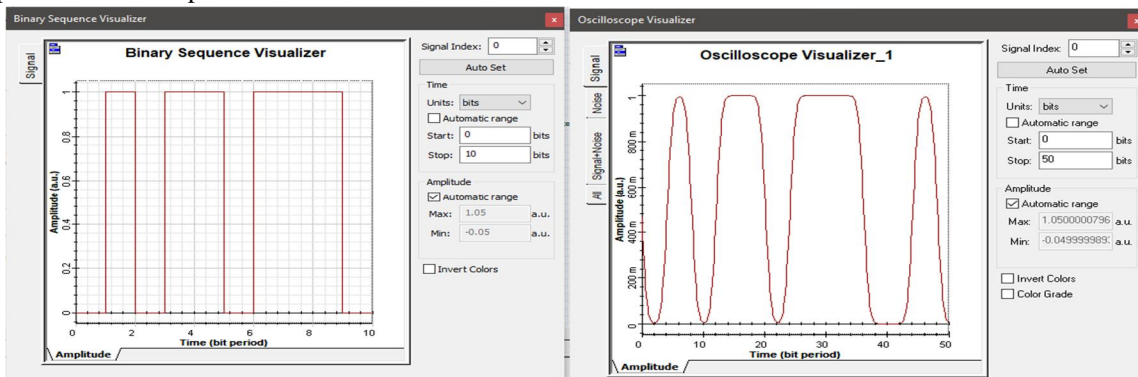 Binary Sequence Visualizer
Signal
Binary Sequence Visualizer
Amplitude (a.u.)
1
0.8
0.6
0.4
0.2
0
0 2 4 6 8 10
Time (bit period)
Amplitude
Signal Index: 0
Auto Set
Time
Units: bits
Automatic range
Start: 0 bits
Stop: 10 bits
Amplitude
Automatic range
Max: 1.05 a.u.
Min: -0.05 a.u.
Invert Colors
Oscilloscope Visualizer
Signal
Noise
Signal+Noise
All
Oscilloscope Visualizer_1
Amplitude (a.u.)
1
800 m
600 m
400 m
200 m
0
0 10 20 30 40 50
Time (bit period)
Amplitude
Signal Index: 0
Auto Set
Time
Units: bits
Automatic range
Start: 0 bits
Stop: 50 bits
Amplitude
Automatic range
Max: 1.0500000796 a.u.
Min: a.u.
Invert Colors
Color Grade